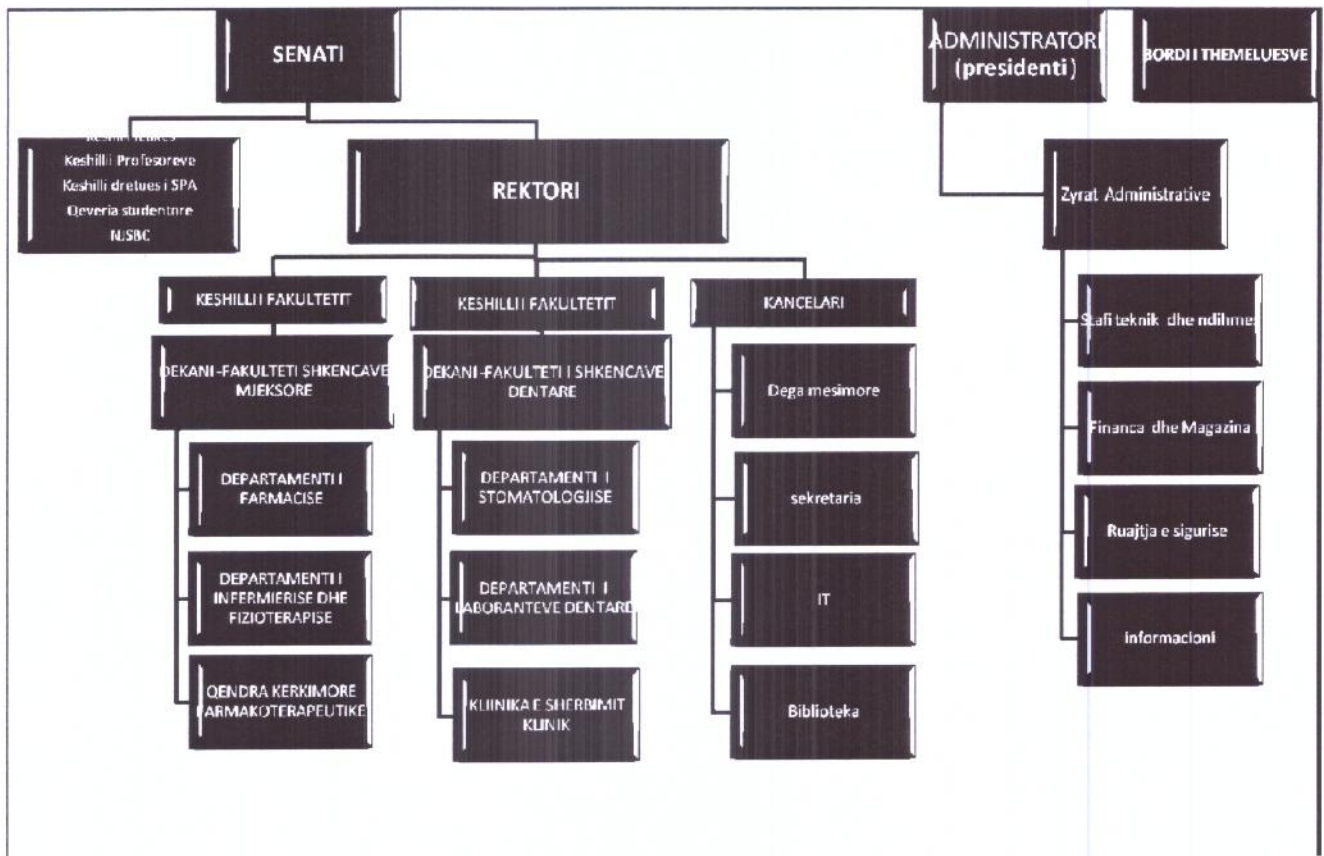 SENATI
ADMINISTRATORI
(presidenti)
BORDI I THEMELUESVE
Keshilli Profesoreve
Keshilli dretues i SPA
Qeveria studentore
NJSBC
REKTORI
Zyrat Administrative
KESHILLI I FAKULTETIT
KESHILLI I FAKULTETIT
KANCELARI
DEKANI -FAKULTETI SHKENCAVE
MJEKSORE
DEKANI -FAKULTETI I SHKENCAVE
DENTARE
Dega mesimore
Stafi teknik dhe ndihmes
Financa dhe Magazina
DEPARTAMENTI I
FARMACISE
DEPARTAMENTI I
STOMATOLOGJISE
sekretaria
Ruajtja e sigurise
DEPARTAMENTI I
INFERMIERISE DHE
FIZIOTERAPISE
DEPARTAMENTI I
LABORANTEVE DENTARE
IT
informacioni
QENDRA KERKIMORE
FARMAKOTERAPEUTIKE
KLIINIKA E SHERBIMIT
KLINIK
Biblioteka